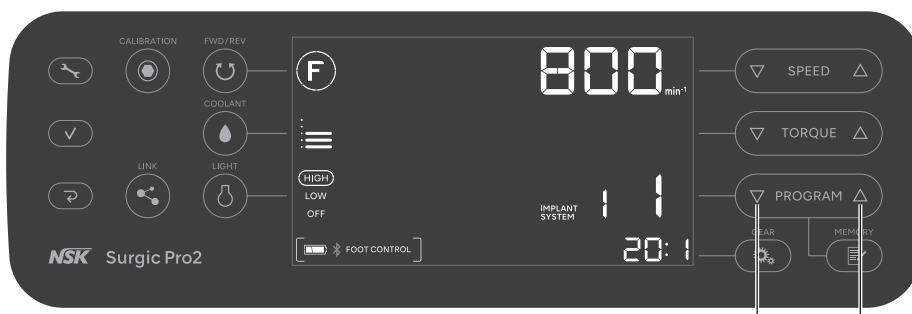 CALIBRATION
FWD/REV
F
800
min-1
SPEED
COOLANT
TORQUE
LINK
LIGHT
HIGH
LOW
OFF
IMPLANT
SYSTEM
1
1
PROGRAM
GEAR
MEMORY
NSK Surgic Pro2
FOOT CONTROL
20:1